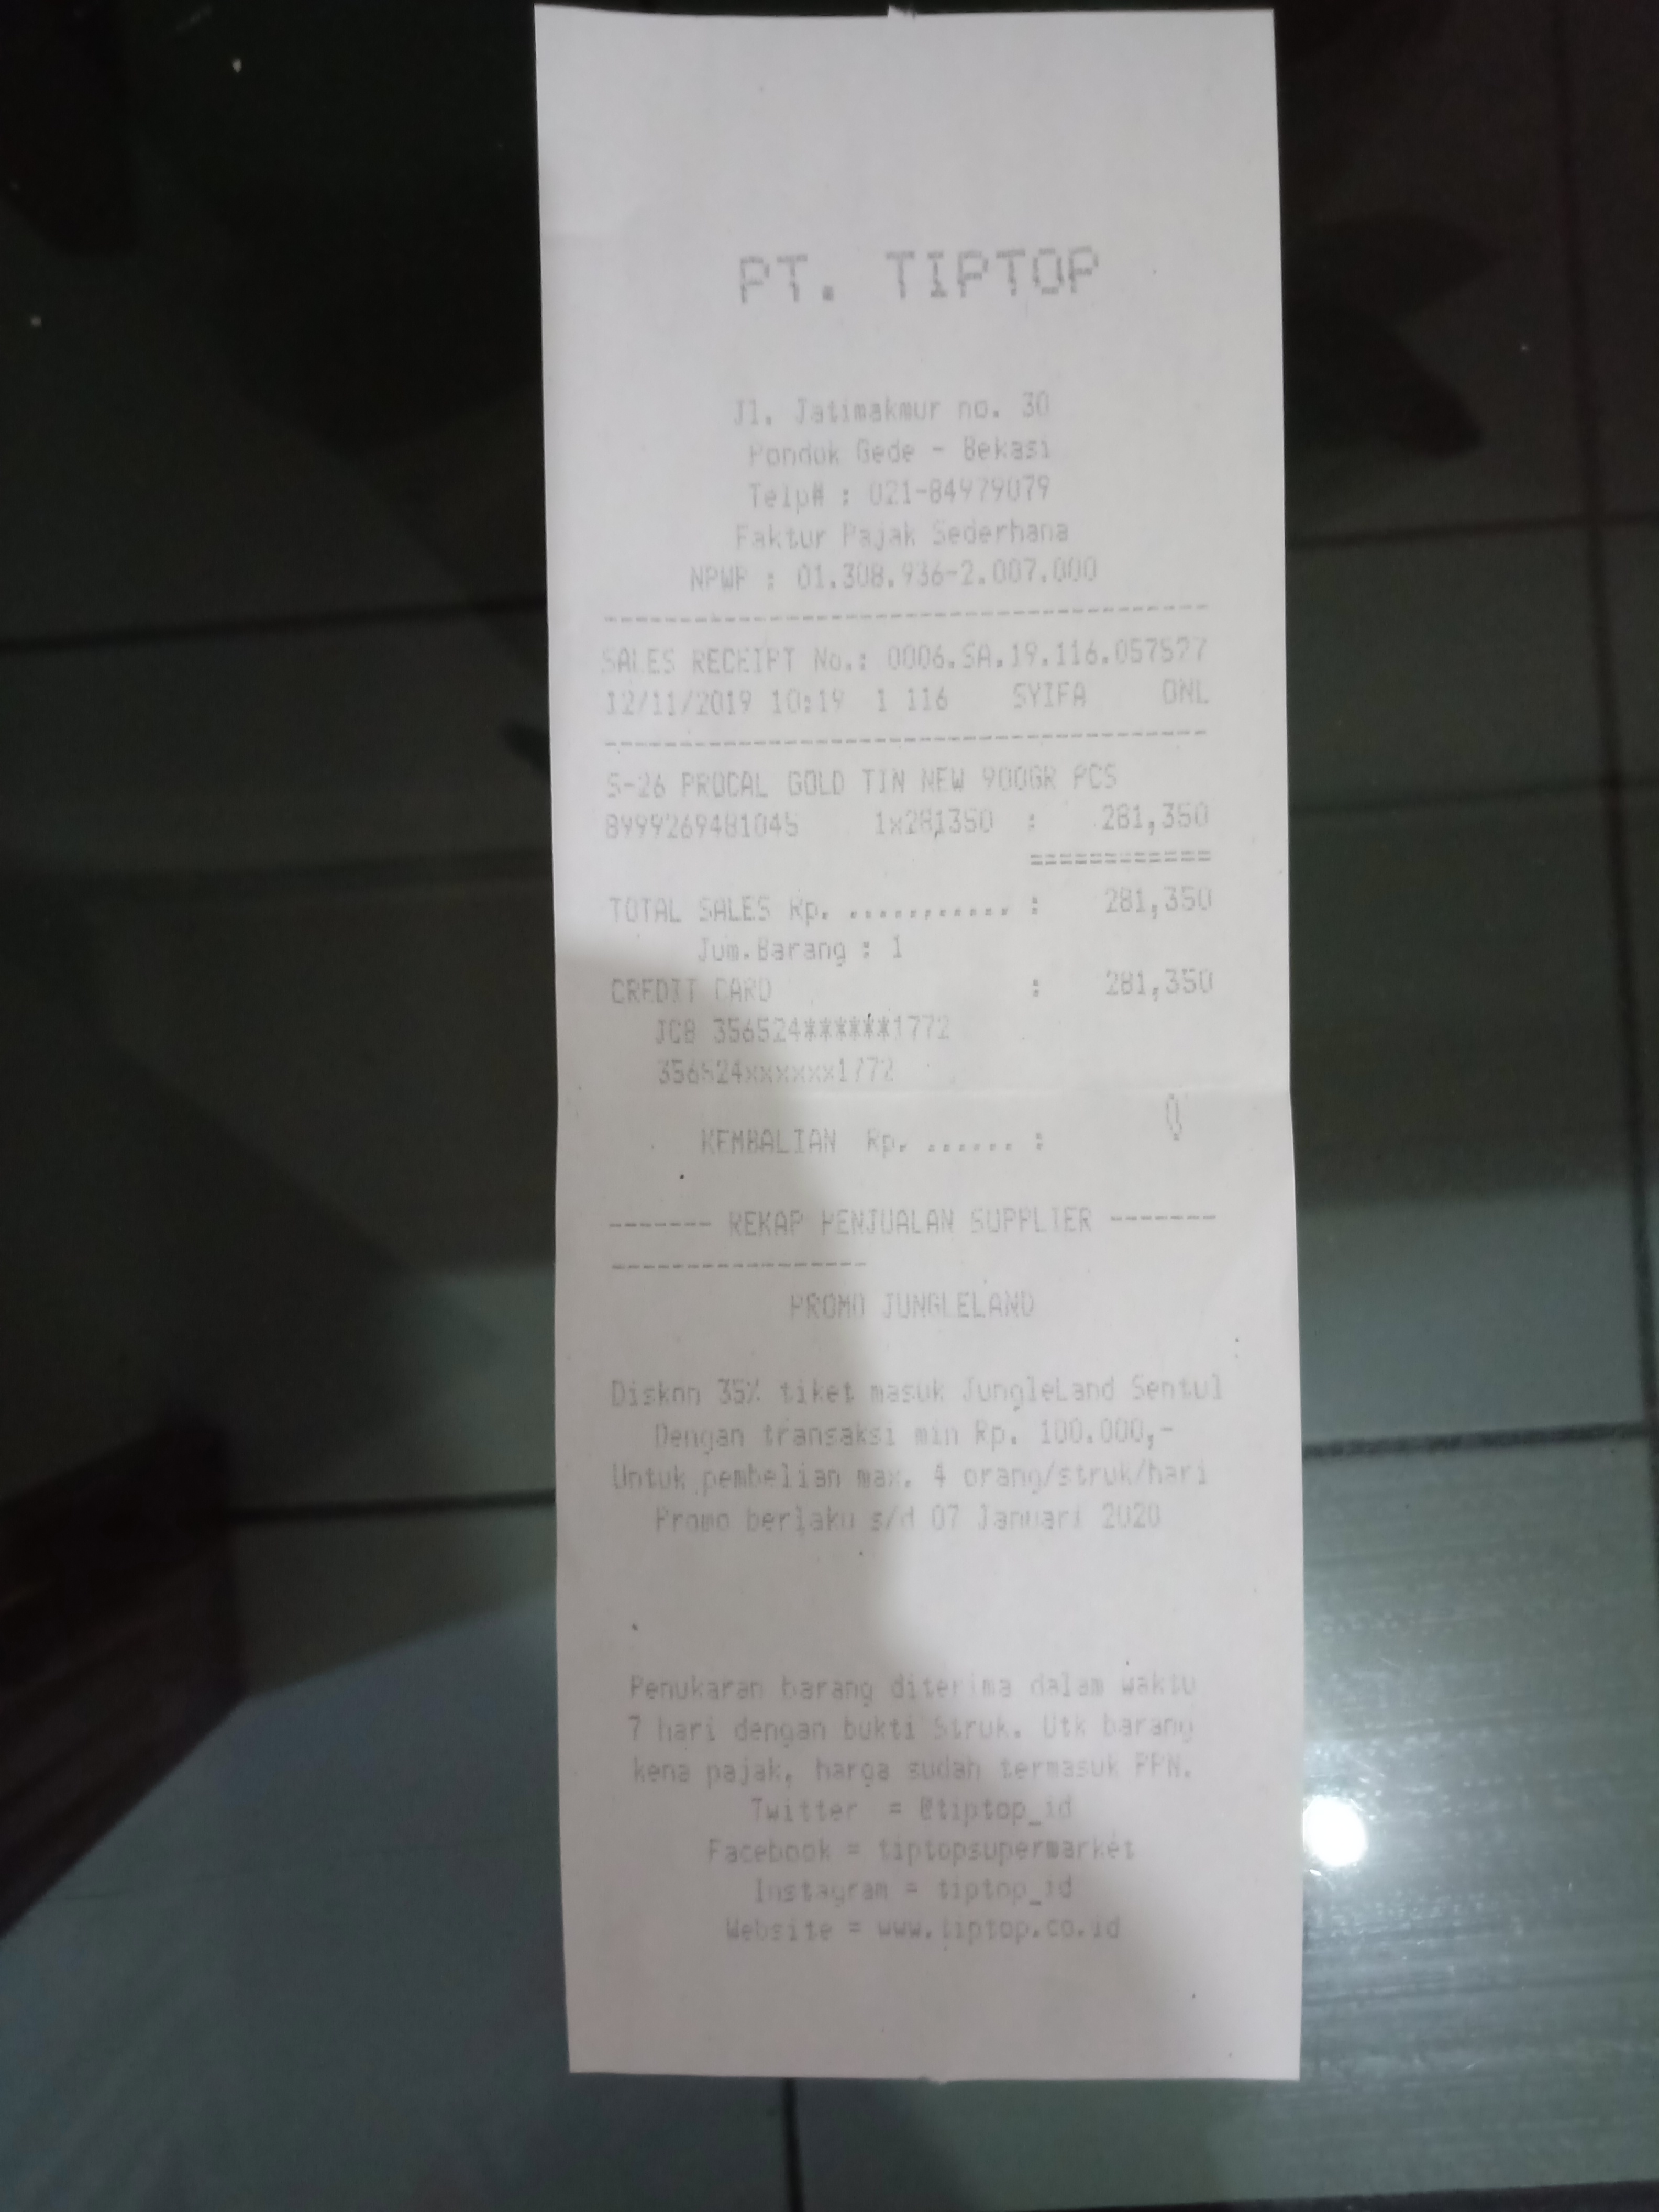 PT. TIPTOP
Jl. Jatimakmur no. 30
Pondok Gede - Bekasi
Telp# : 021-84979079
Faktur Pajak Sederhana
NPWP : 01.308.936-2.007.000
----------------------------------------
SALES RECEIPT No.: 0006.SA.19.116.057577
12/11/2019 10:19 1 116 SYIFA ONL
----------------------------------------
S-26 PROCAL GOLD TIN NEW 900GR PCS
8999269481045 1x281350 : 281,350
============
TOTAL SALES Rp. ........... : 281,350
Jum.Barang : 1
CREDIT CARD : 281,350
JCB 356524******1772
356524xxxxxx1772
KEMBALIAN Rp. ...... : 0
------- REKAP PENJUALAN SUPPLIER -------
-----------------
PROMO JUNGLELAND
Diskon 35% tiket masuk JungleLand Sentul
Dengan transaksi min Rp. 100.000,-
Untuk pembelian max. 4 orang/struk/hari
Promo berlaku s/d 07 Januari 2020
Penukaran barang diterima dalam waktu
7 hari dengan bukti Struk. Utk barang
kena pajak, harga sudah termasuk PPN.
Twitter = @tiptop_id
Facebook = tiptopsupermarket
Instagram = tiptop_id
Website = www.tiptop.co.id